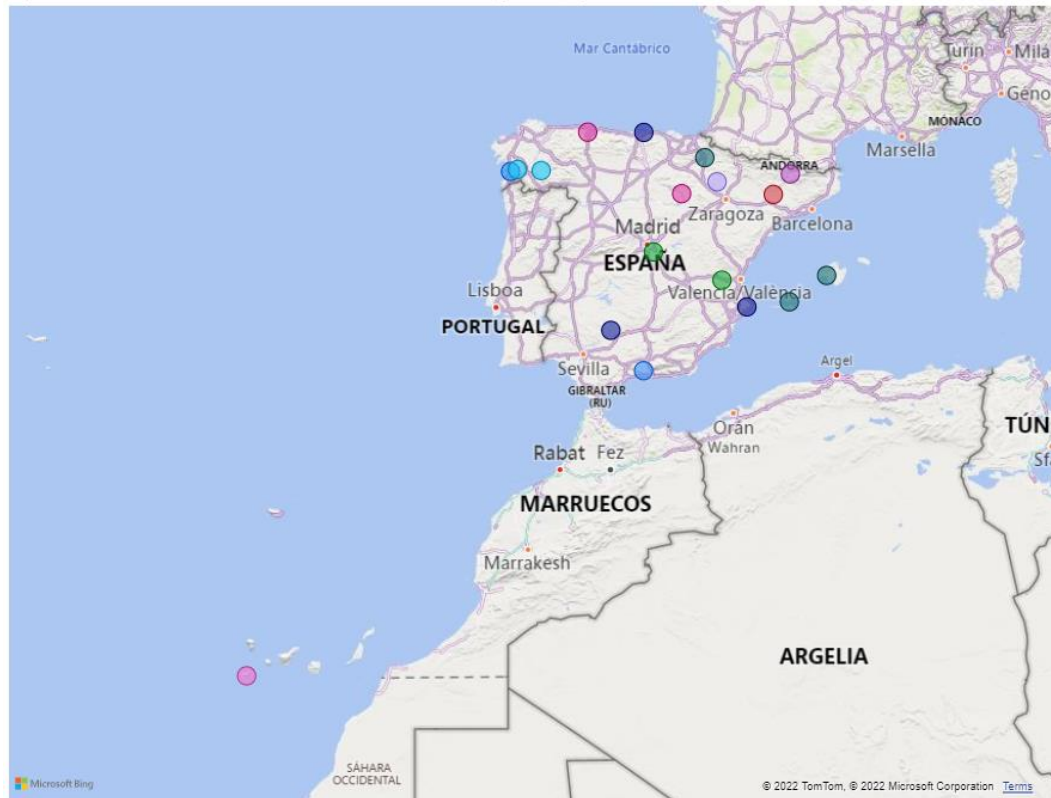 Mar Cantábrico
Turín
Milá
Géno
MÓNACO
Marsella
ANDORRA
Zaragoza
Barcelona
Madrid
ESPAÑA
Valencia/València
Lisboa
PORTUGAL
Sevilla
GIBRALTAR
(RU)
Argel
Orán
Wahran
TÚN
Sfa
Rabat
Fez
MARRUECOS
Marrakesh
ARGELIA
SÁHARA
OCCIDENTAL
Microsoft Bing
© 2022 TomTom, © 2022 Microsoft Corporation Terms